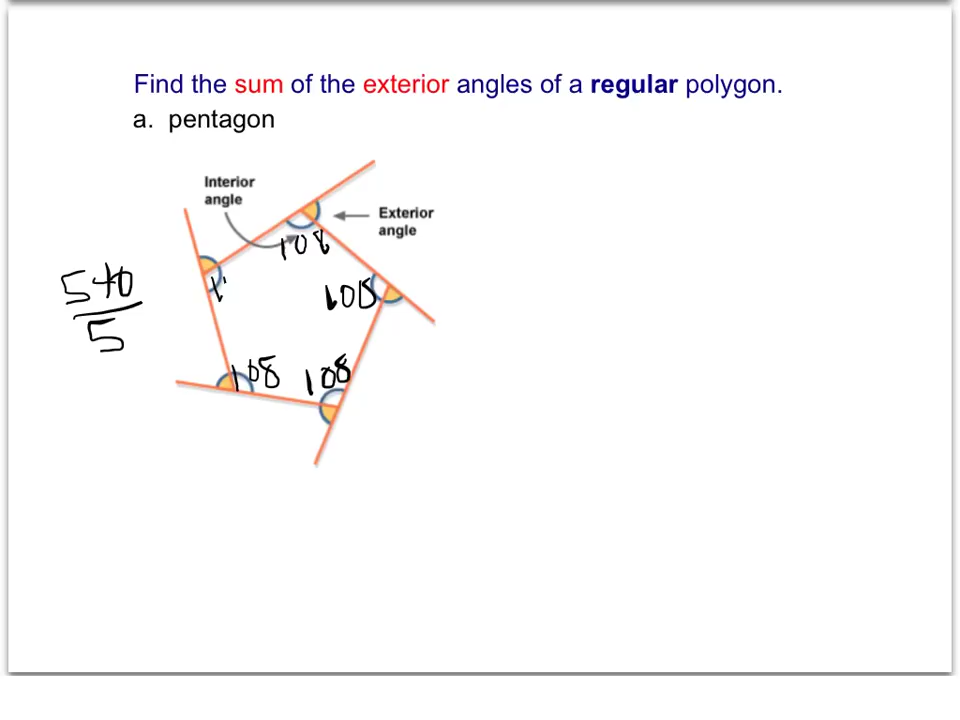 Find the sum of the exterior angles of a regular polygon.
a. pentagon
Interior
angle
Exterior
angle
108
540
5
108
108 108